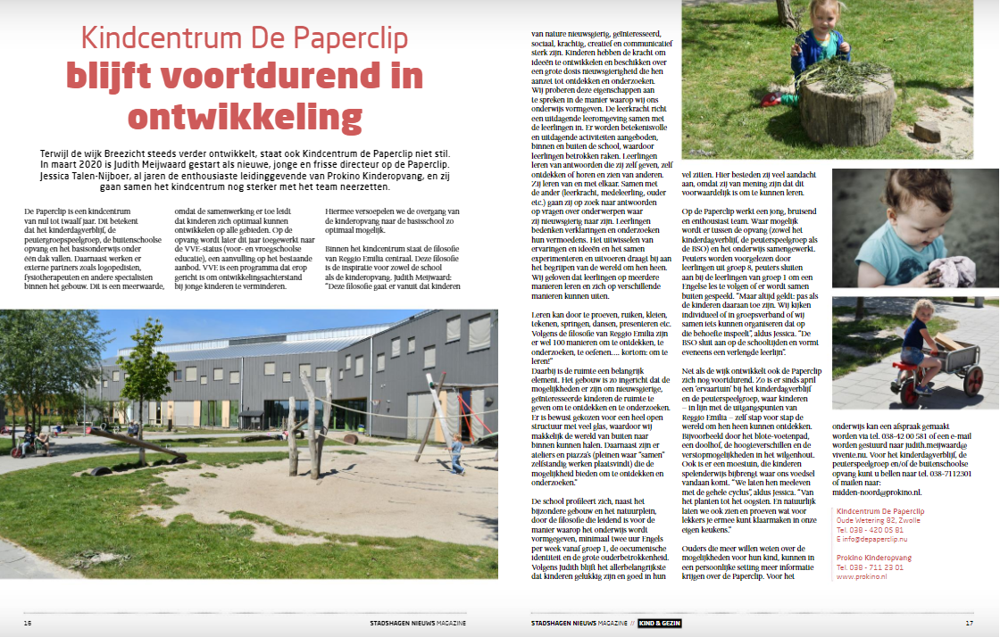 Kindcentrum De Paperclip
blijft voortdurend in
ontwikkeling
Terwijl de wijk Breezicht steeds verder ontwikkelt, staat ook Kindcentrum de Paperclip niet stil.
In maart 2020 is Judith Meijwaard gestart als nieuwe, jonge en frisse directeur op de Paperclip.
Jessica Talen-Nijboer, al jaren de enthousiaste leidinggevende van Prokino Kinderopvang, en zij
gaan samen het kindcentrum nog sterker met het team neerzetten.
De Paperclip is een kindcentrum
van nul tot twaalf jaar. Dit betekent
dat het kinderdagverblijf, de
peutergroepspeelgroep, de buitenschoolse
opvang en het basisonderwijs onder
één dak vallen. Daarnaast werken er
externe partners zoals logopedisten,
fysiotherapeuten en andere specialisten
binnen het gebouw. Dit is een meerwaarde,
omdat de samenwerking er toe leidt
dat kinderen zich optimaal kunnen
ontwikkelen op alle gebieden. Op de
opvang wordt later dit jaar toegewerkt naar
de VVE-status (voor- en vroegschoolse
educatie), een aanvulling op het bestaande
aanbod. VVE is een programma dat erop
gericht is om ontwikkelingsachterstand
bij jonge kinderen te verminderen.
Hiermee versoepelen we de overgang van
de kinderopvang naar de basisschool zo
optimaal mogelijk.
Binnen het kindcentrum staat de filosofie
van Reggio Emilia centraal. Deze filosofie
is de inspiratie voor zowel de school
als de kinderopvang. Judith Meijwaard:
"Deze filosofie gaat er vanuit dat kinderen
16
STADSHAGEN NIEUWS MAGAZINE
van nature nieuwsgierig, geïnteresseerd,
sociaal, krachtig, creatief en communicatief
sterk zijn. Kinderen hebben de kracht om
ideeën te ontwikkelen en beschikken over
een grote dosis nieuwsgierigheid die hen
aanzet tot ontdekken en onderzoeken.
Wij proberen deze eigenschappen aan
te spreken in de manier waarop wij ons
onderwijs vormgeven. De leerkracht richt
een uitdagende leeromgeving samen met
de leerlingen in. Er worden betekenisvolle
en uitdagende activiteiten aangeboden,
binnen en buiten de school, waardoor
leerlingen betrokken raken. Leerlingen
leren van antwoorden die zij zelf geven, zelf
ontdekken of horen en zien van anderen.
Zij leren van en met elkaar. Samen met
de ander (leerkracht, medeleerling, ouder
etc.) gaan zij op zoek naar antwoorden
op vragen over onderwerpen waar
zij nieuwsgierig naar zijn. Leerlingen
bedenken verklaringen en onderzoeken
hun vermoedens. Het uitwisselen van
ervaringen en ideeën en het samen
experimenteren en uitvoeren draagt bij aan
het begrijpen van de wereld om hen heen.
Wij geloven dat leerlingen op meerdere
manieren leren en zich op verschillende
manieren kunnen uiten.
Leren kan door te proeven, ruiken, kleien,
tekenen, springen, dansen, presenteren etc.
Volgens de filosofie van Reggio Emilia zijn
er wel 100 manieren om te ontdekken, te
onderzoeken, te oefenen.... kortom: om te
leren!"
Daarbij is de ruimte een belangrijk
element. Het gebouw is zo ingericht dat de
mogelijkheden er zijn om nieuwsgierige,
geïnteresseerde kinderen de ruimte te
geven om te ontdekken en te onderzoeken.
Er is bewust gekozen voor een heel open
structuur met veel glas, waardoor wij
makkelijk de wereld van buiten naar
binnen kunnen halen. Daarnaast zijn er
ateliers en piazza's (pleinen waar "samen"
zelfstandig werken plaatsvindt) die de
mogelijkheid bieden om te ontdekken en
onderzoeken."
De school profileert zich, naast het
bijzondere gebouw en het natuurplein,
door de filosofie die leidend is voor de
manier waarop het onderwijs wordt
vormgegeven, minimaal twee uur Engels
per week vanaf groep 1, de oecumenische
identiteit en de grote ouderbetrokkenheid.
Volgens Judith blijft het allerbelangrijkste
dat kinderen gelukkig zijn en goed in hun
vel zitten. Hier besteden zij veel aandacht
aan, omdat zij van mening zijn dat dit
voorwaardelijk is om te kunnen leren.
Op de Paperclip werkt een jong, bruisend
en enthousiast team. Waar mogelijk
wordt er tussen de opvang (zowel het
kinderdagverblijf, de peuterspeelgroep als
de BSO) en het onderwijs samengewerkt.
Peuters worden voorgelezen door
leerlingen uit groep 8, peuters sluiten
aan bij de leerlingen van groep 1 om een
Engelse les te volgen of er wordt samen
buiten gespeeld. "Maar altijd geldt: pas als
de kinderen daaraan toe zijn. Wij kijken
individueel of in groepsverband of wij
samen iets kunnen organiseren dat op
die behoefte inspeelt", aldus Jessica. "De
BSO sluit aan op de schooltijden en vormt
eveneens een verlengde leerlijn".
Net als de wijk ontwikkelt ook de Paperclip
zich nog voortdurend. Zo is er sinds april
een 'ervaartuin' bij het kinderdagverblijf
en de peuterspeelgroep, waar kinderen
– in lijn met de uitgangspunten van
Reggio Emilia – zelf stap voor stap de
wereld om hen heen kunnen ontdekken.
Bijvoorbeeld door het blote-voetenpad,
een doolhof, de hoogteverschillen en de
verstopmogelijkheden in het wilgenhout.
Ook is er een moestuin, die kinderen
spelenderwijs bijbrengt waar ons voedsel
vandaan komt. "We laten hen meeleven
met de gehele cyclus", aldus Jessica. "Van
het planten tot het oogsten. En natuurlijk
laten we ook zien en proeven wat voor
lekkers je ermee kunt klaarmaken in onze
eigen keukens."
Ouders die meer willen weten over de
mogelijkheden voor hun kind, kunnen in
een persoonlijke setting meer informatie
krijgen over de Paperclip. Voor het
onderwijs kan een afspraak gemaakt
worden via tel. 038-42 00 581 of een e-mail
worden gestuurd naar judith.meijwaard@
vivente.nu. Voor het kinderdagverblijf, de
peuterspeelgroep en/of de buitenschoolse
opvang kunt u bellen naar tel. 038-7112301
of mailen naar:
midden-noord@prokino.nl.
Kindcentrum De Paperclip
Oude Wetering 82, Zwolle
Tel. 038 - 420 05 81
E info@depaperclip.nu
Prokino Kinderopvang
Tel. 038 - 711 23 01
www.prokino.nl
STADSHAGEN NIEUWS MAGAZINE // KIND & GEZIN
17